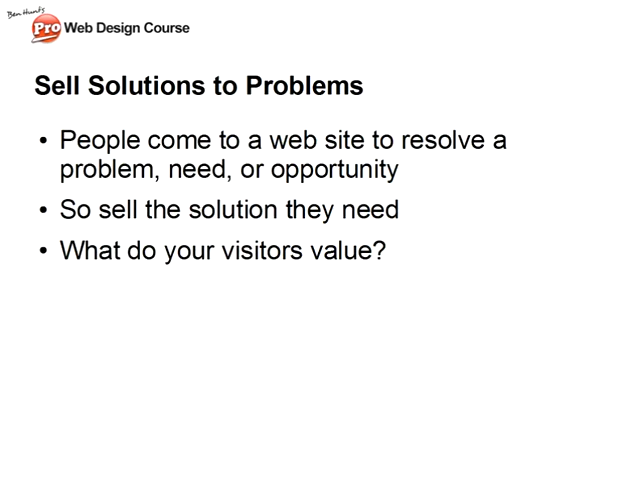 Ben Hunt's
Pro Web Design Course
Sell Solutions to Problems
• People come to a web site to resolve a
problem, need, or opportunity
• So sell the solution they need
• What do your visitors value?